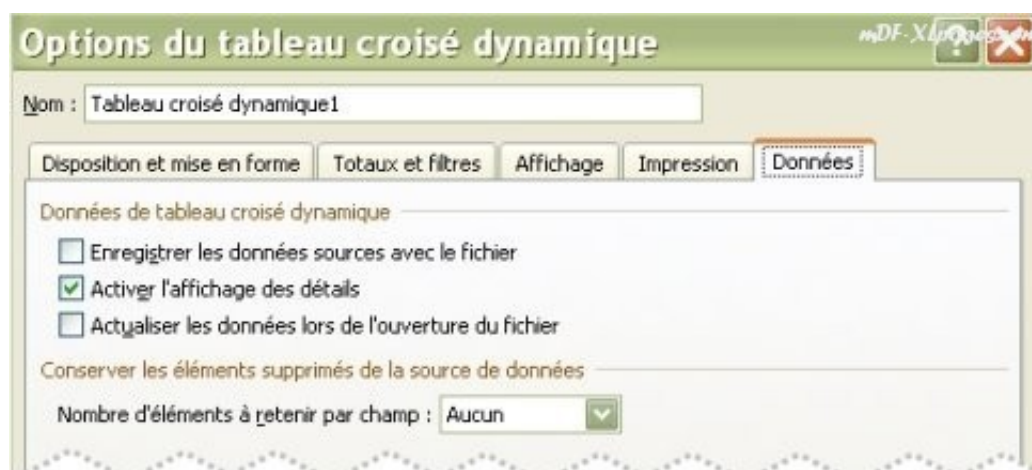 Options du tableau croisé dynamique
Nom : Tableau croisé dynamique1
Disposition et mise en forme Totaux et filtres Affichage Impression Données
Données de tableau croisé dynamique
Enregistrer les données sources avec le fichier
Activer l'affichage des détails
Actualiser les données lors de l'ouverture du fichier
Conserver les éléments supprimés de la source de données
Nombre d'éléments à retenir par champ : Aucun